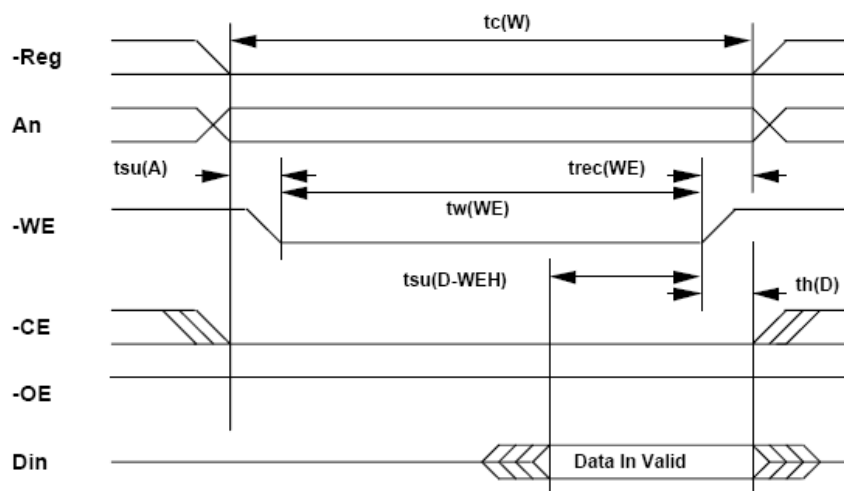 tc(W)
-Reg
An
tsu(A)
trec(WE)
tw(WE)
-WE
tsu(D-WEH)
th(D)
-CE
-OE
Din
Data In Valid